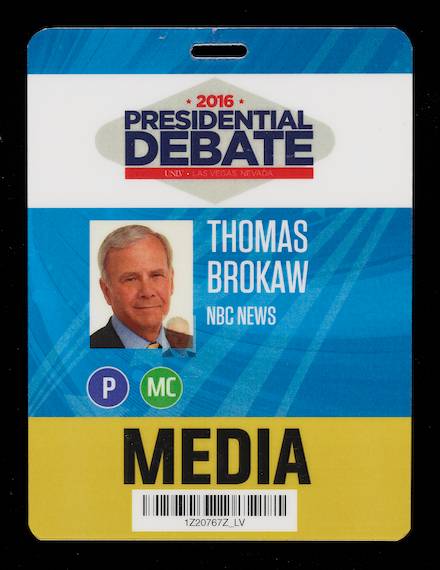 ★ 2016 ★
PRESIDENTIAL
DEBATE
UNLV • LAS VEGAS, NEVADA
THOMAS
BROKAW
NBC NEWS
P MC
MEDIA
1Z20767Z_LV